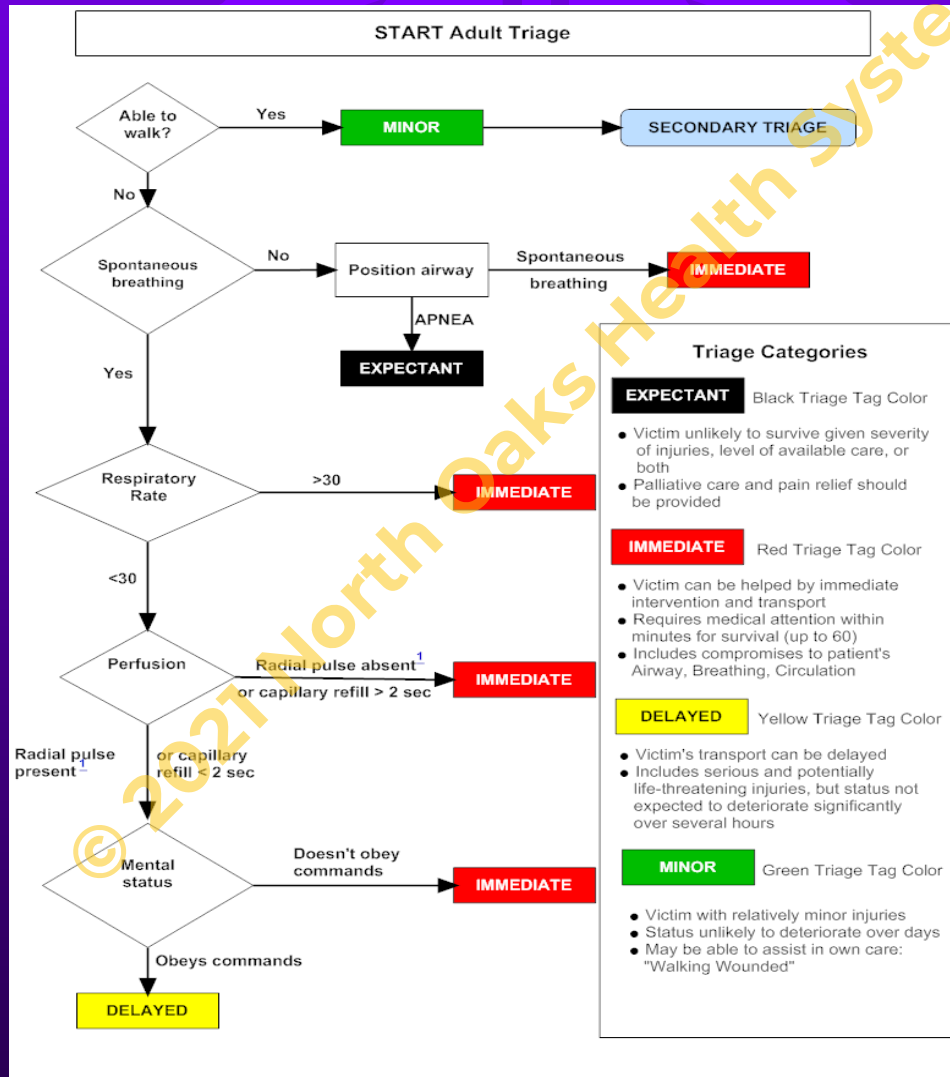 START Adult Triage
Able to
walk?
Yes
MINOR
SECONDARY TRIAGE
No
Spontaneous
breathing
No
Position airway
Spontaneous
breathing
IMMEDIATE
APNEA
EXPECTANT
Yes
Respiratory
Rate
>30
IMMEDIATE
<30
Perfusion
Radial pulse absent1
or capillary refill > 2 sec
IMMEDIATE
Radial pulse
present1
or capillary
refill < 2 sec
Mental
status
Doesn't obey
commands
IMMEDIATE
Obeys commands
DELAYED
Triage Categories
EXPECTANT Black Triage Tag Color
● Victim unlikely to survive given severity
of injuries, level of available care, or
both
● Palliative care and pain relief should
be provided
IMMEDIATE Red Triage Tag Color
● Victim can be helped by immediate
intervention and transport
● Requires medical attention within
minutes for survival (up to 60)
● Includes compromises to patient's
Airway, Breathing, Circulation
DELAYED Yellow Triage Tag Color
● Victim's transport can be delayed
● Includes serious and potentially
life-threatening injuries, but status not
expected to deteriorate significantly
over several hours
MINOR Green Triage Tag Color
● Victim with relatively minor injuries
● Status unlikely to deteriorate over days
● May be able to assist in own care:
"Walking Wounded"
© 2021 North Oaks Health Syste